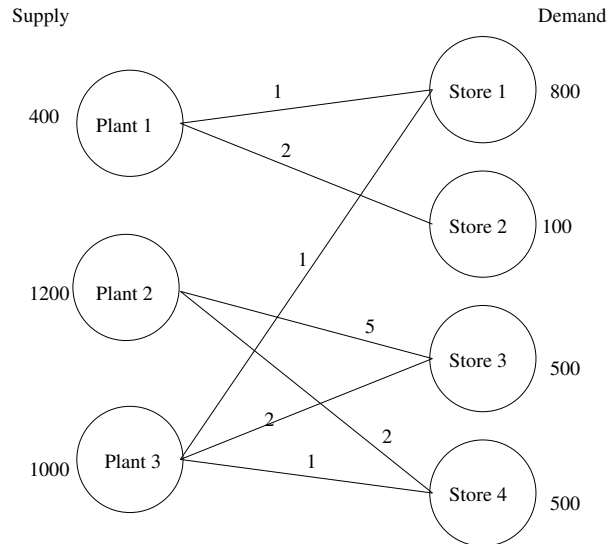 Supply
Demand
400
Plant 1
1
Store 1
800
2
Store 2
100
1
1200
Plant 2
5
Store 3
500
2
2
1000
Plant 3
1
Store 4
500